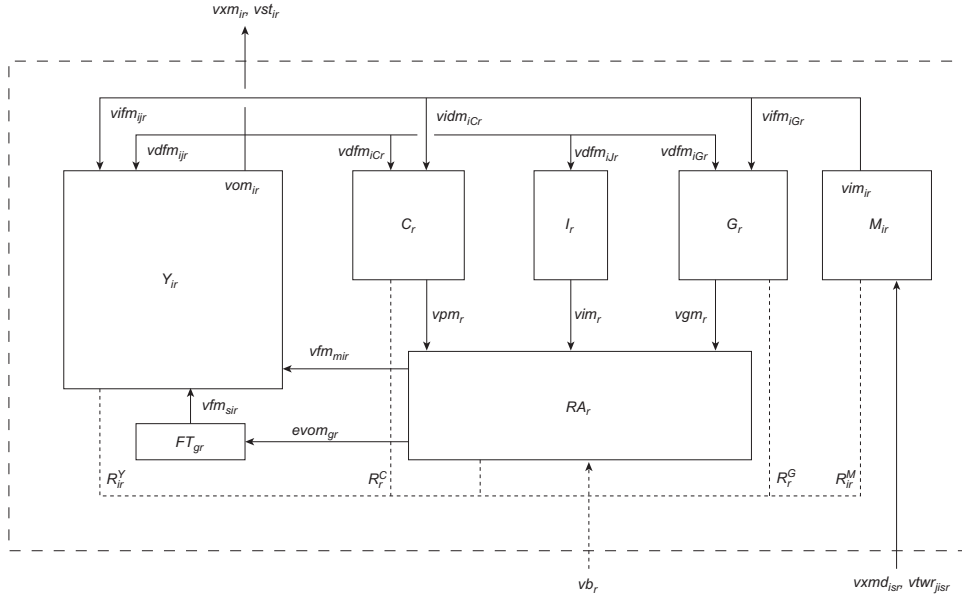 vxm_ir, vst_ir
vifm_ijr
vidm_iCr
vifm_iGr
vdfm_ijr
vdfm_iCr
vdfm_iJr
vdfm_iGr
vom_ir
vim_ir
Y_ir
C_r
I_r
G_r
M_ir
vpm_r
vim_r
vgm_r
vfm_mir
RA_r
vfm_sir
FT_gr
evom_gr
R^Y_ir
R^C_r
R^G_r
R^M_ir
vb_r
vxmd_isr, vtwr_jisr